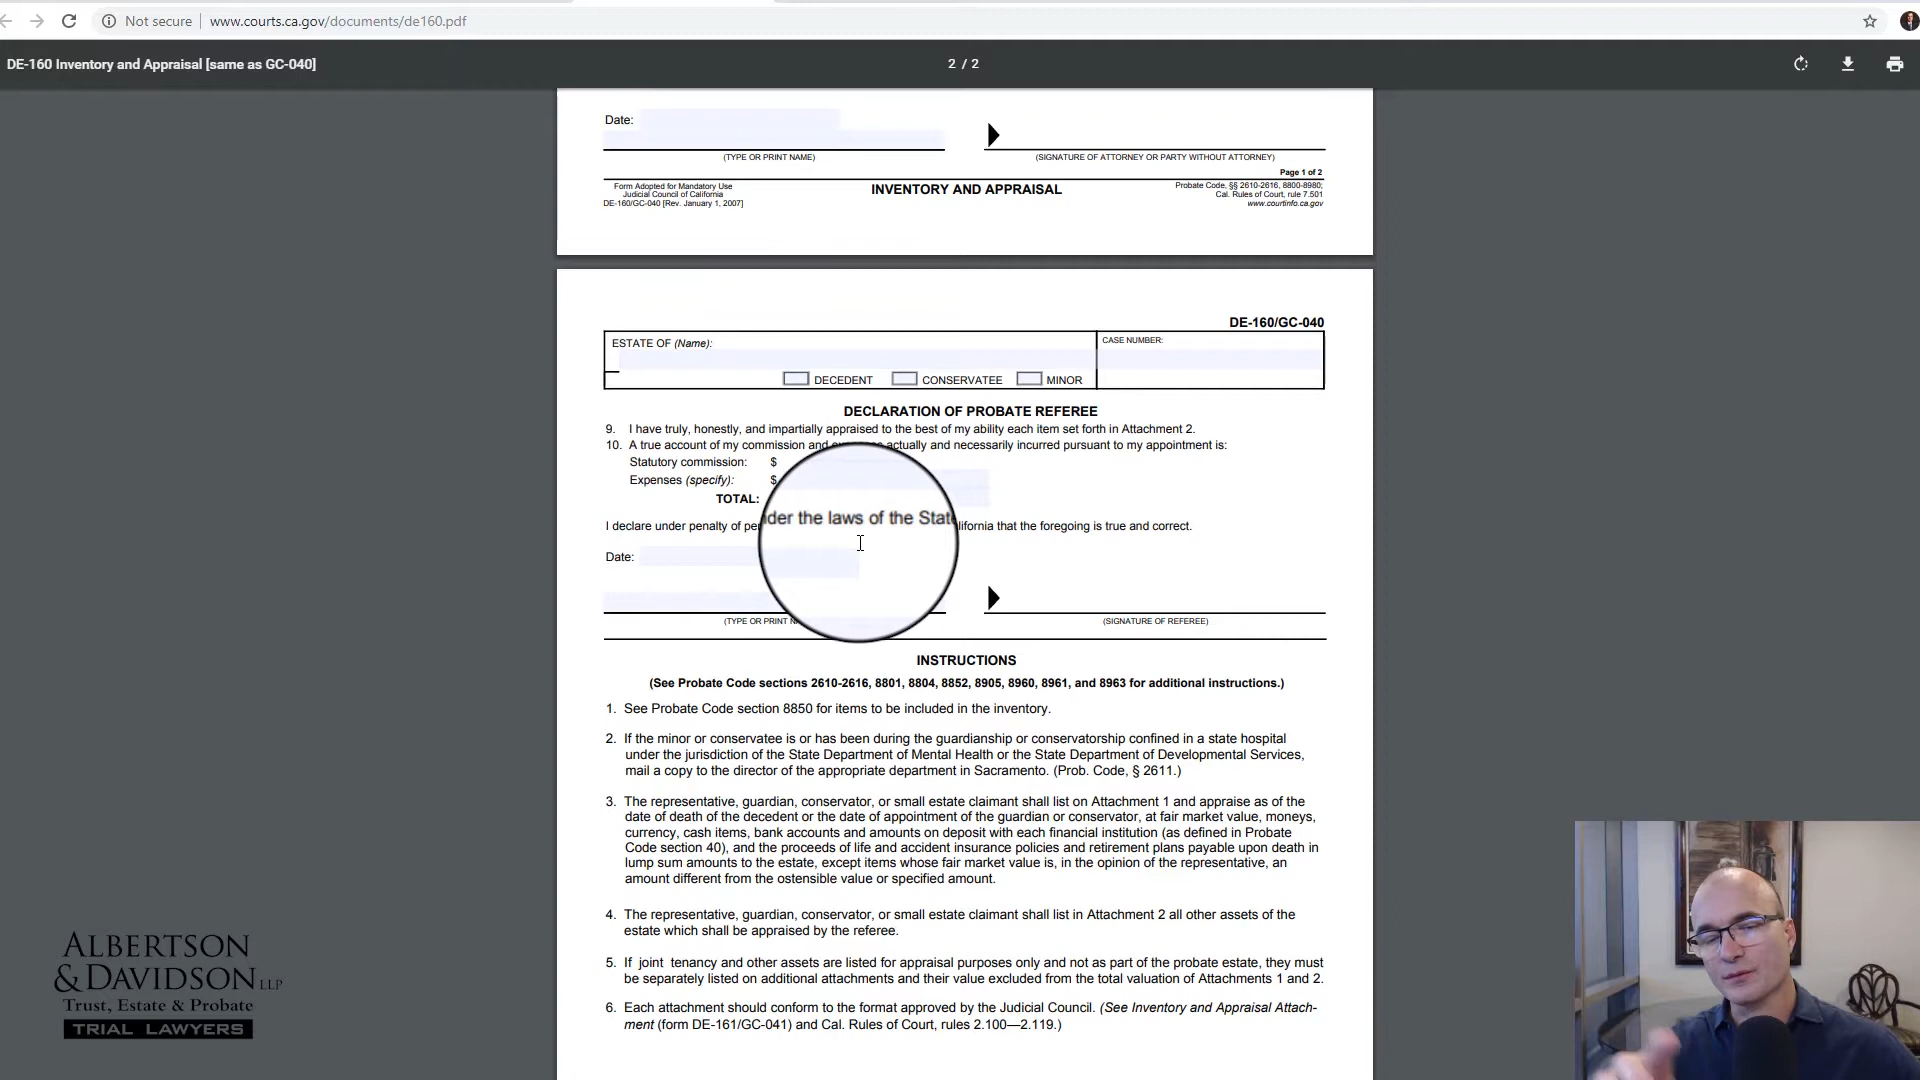 Not secure www.courts.ca.gov/documents/de160.pdf
DE-160 Inventory and Appraisal [same as GC-040] 2 / 2
Date:
(TYPE OR PRINT NAME) (SIGNATURE OF ATTORNEY OR PARTY WITHOUT ATTORNEY)
Page 1 of 2
Form Adopted for Mandatory Use
Judicial Council of California
DE-160/GC-040 [Rev. January 1, 2007]
INVENTORY AND APPRAISAL
Probate Code, §§ 2610-2616, 8800-8980;
Cal. Rules of Court, rule 7.501
www.courtinfo.ca.gov
DE-160/GC-040
ESTATE OF (Name): CASE NUMBER:
DECEDENT CONSERVATEE MINOR
DECLARATION OF PROBATE REFEREE
9. I have truly, honestly, and impartially appraised to the best of my ability each item set forth in Attachment 2.
10. A true account of my commission and actually and necessarily incurred pursuant to my appointment is:
Statutory commission: $
Expenses (specify): $
TOTAL:
I declare under penalty of per der the laws of the State lifornia that the foregoing is true and correct.
Date:
(TYPE OR PRINT NA (SIGNATURE OF REFEREE)
INSTRUCTIONS
(See Probate Code sections 2610-2616, 8801, 8804, 8852, 8905, 8960, 8961, and 8963 for additional instructions.)
1. See Probate Code section 8850 for items to be included in the inventory.
2. If the minor or conservatee is or has been during the guardianship or conservatorship confined in a state hospital
under the jurisdiction of the State Department of Mental Health or the State Department of Developmental Services,
mail a copy to the director of the appropriate department in Sacramento. (Prob. Code, § 2611.)
3. The representative, guardian, conservator, or small estate claimant shall list on Attachment 1 and appraise as of the
date of death of the decedent or the date of appointment of the guardian or conservator, at fair market value, moneys,
currency, cash items, bank accounts and amounts on deposit with each financial institution (as defined in Probate
Code section 40), and the proceeds of life and accident insurance policies and retirement plans payable upon death in
lump sum amounts to the estate, except items whose fair market value is, in the opinion of the representative, an
amount different from the ostensible value or specified amount.
4. The representative, guardian, conservator, or small estate claimant shall list in Attachment 2 all other assets of the
estate which shall be appraised by the referee.
5. If joint tenancy and other assets are listed for appraisal purposes only and not as part of the probate estate, they must
be separately listed on additional attachments and their value excluded from the total valuation of Attachments 1 and 2.
6. Each attachment should conform to the format approved by the Judicial Council. (See Inventory and Appraisal Attach-
ment (form DE-161/GC-041) and Cal. Rules of Court, rules 2.100—2.119.)
ALBERTSON
& DAVIDSON LLP
Trust, Estate & Probate
TRIAL LAWYERS